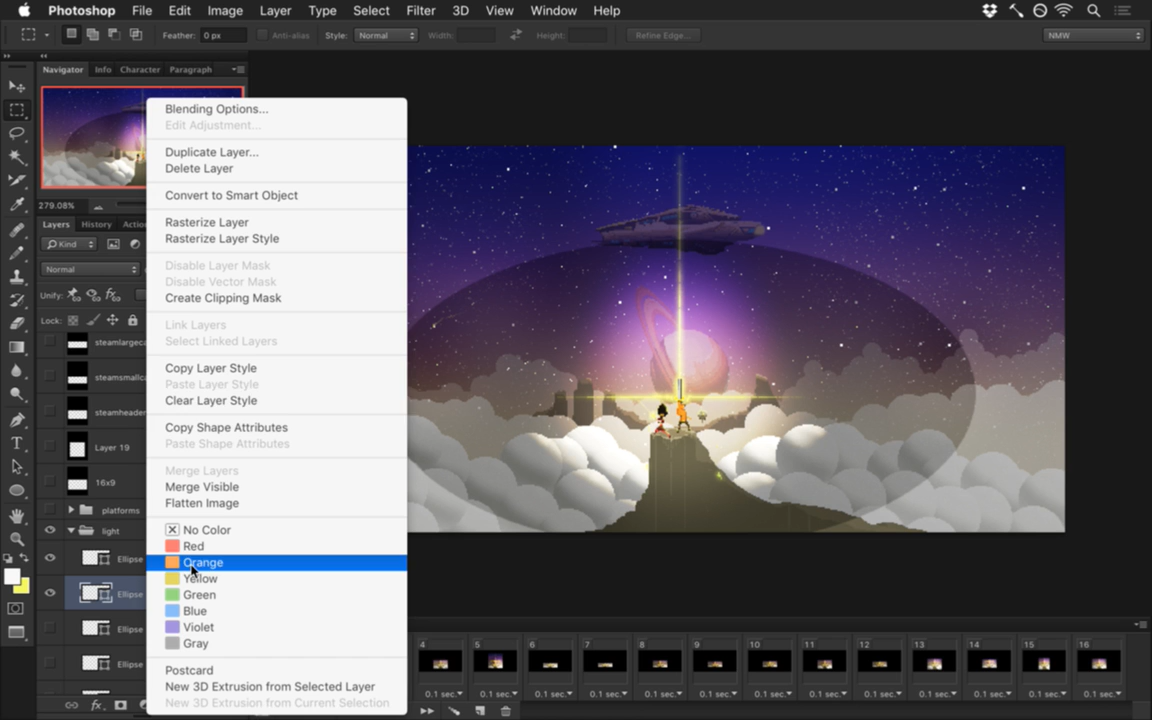 Photoshop File Edit Image Layer Type Select Filter 3D View Window Help
Feather: 0 px Anti-alias Style: Normal Width: Height: Refine Edge... NMW
Navigator Info Character Paragraph
279.08%
Layers History Actio
Kind
Normal
Unify:
Lock:
steamlargec
steamsmallc
steamheader
Layer 19
16x9
platforms
light
Ellipse
Ellipse
Ellipse
Ellipse
fx
Blending Options...
Edit Adjustment...
Duplicate Layer...
Delete Layer
Convert to Smart Object
Rasterize Layer
Rasterize Layer Style
Disable Layer Mask
Disable Vector Mask
Create Clipping Mask
Link Layers
Select Linked Layers
Copy Layer Style
Paste Layer Style
Clear Layer Style
Copy Shape Attributes
Paste Shape Attributes
Merge Layers
Merge Visible
Flatten Image
No Color
Red
Orange
Yellow
Green
Blue
Violet
Gray
Postcard
New 3D Extrusion from Selected Layer
New 3D Extrusion from Current Selection
4 5 6 7 8 9 10 11 12 13 14 15 16
0.1 sec. 0.1 sec. 0.1 sec. 0.1 sec. 0.1 sec. 0.1 sec. 0.1 sec. 0.1 sec. 0.1 sec. 0.1 sec. 0.1 sec. 0.1 sec. 0.1 sec.